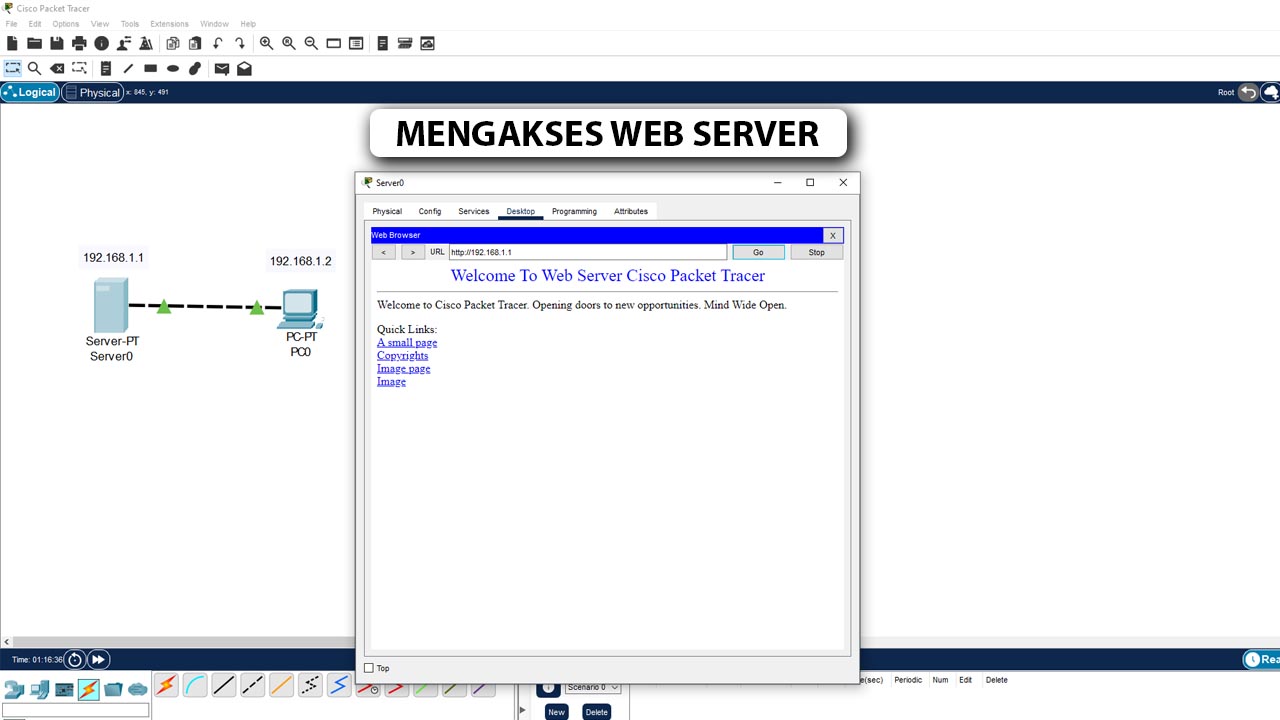 Cisco Packet Tracer
File Edit Options View Tools Extensions Window Help
Logical Physical x: 845, y: 491 Root
MENGAKSES WEB SERVER
Server0
Physical Config Services Desktop Programming Attributes
Web Browser X
< > URL http://192.168.1.1 Go Stop
Welcome To Web Server Cisco Packet Tracer
Welcome to Cisco Packet Tracer. Opening doors to new opportunities. Mind Wide Open.
Quick Links:
A small page
Copyrights
Image page
Image
192.168.1.1
192.168.1.2
Server-PT
Server0
PC-PT
PC0
Top
Time: 01:16:36 Rea
Scenario 0
New Delete
e(sec) Periodic Num Edit Delete